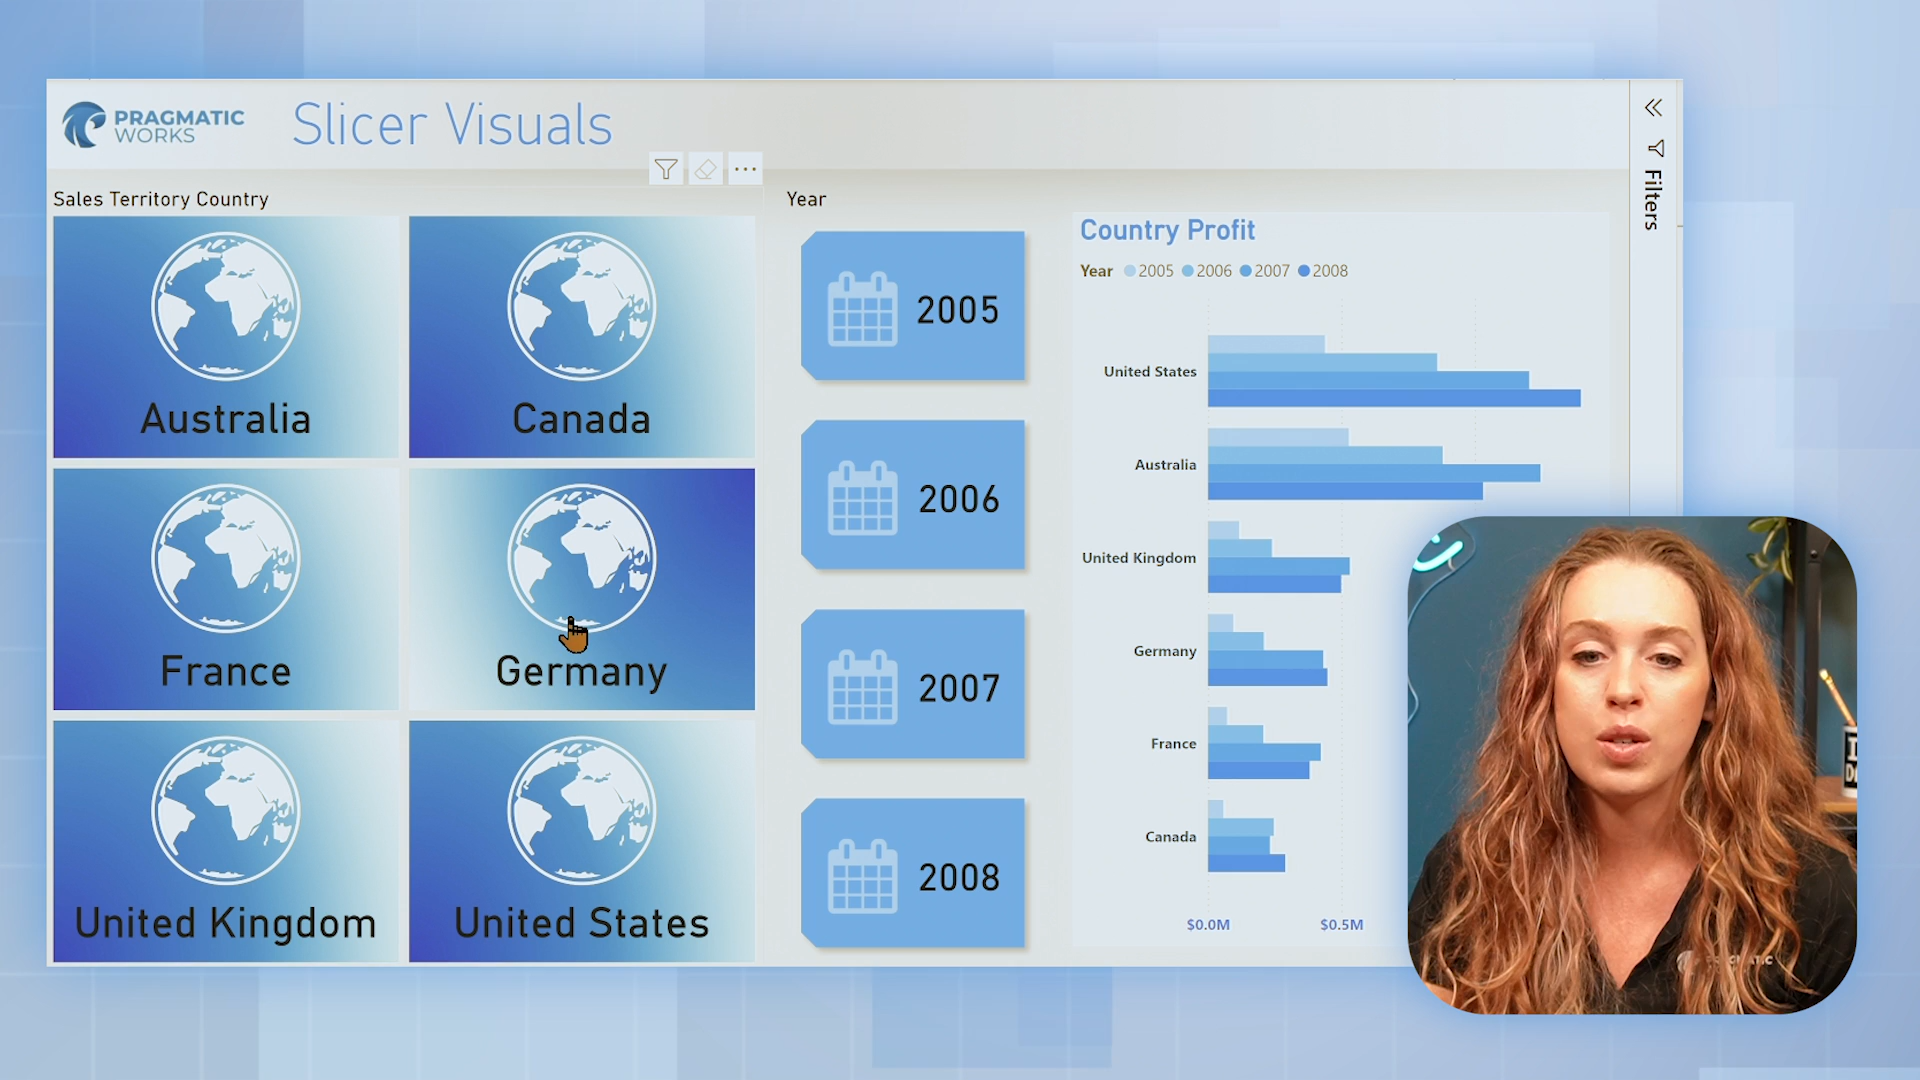 PRAGMATIC
WORKS
Slicer Visuals
Filters
Sales Territory Country
Australia
Canada
France
Germany
United Kingdom
United States
Year
2005
2006
2007
2008
Country Profit
Year 2005 2006 2007 2008
United States
Australia
United Kingdom
Germany
France
Canada
$0.0M $0.5M